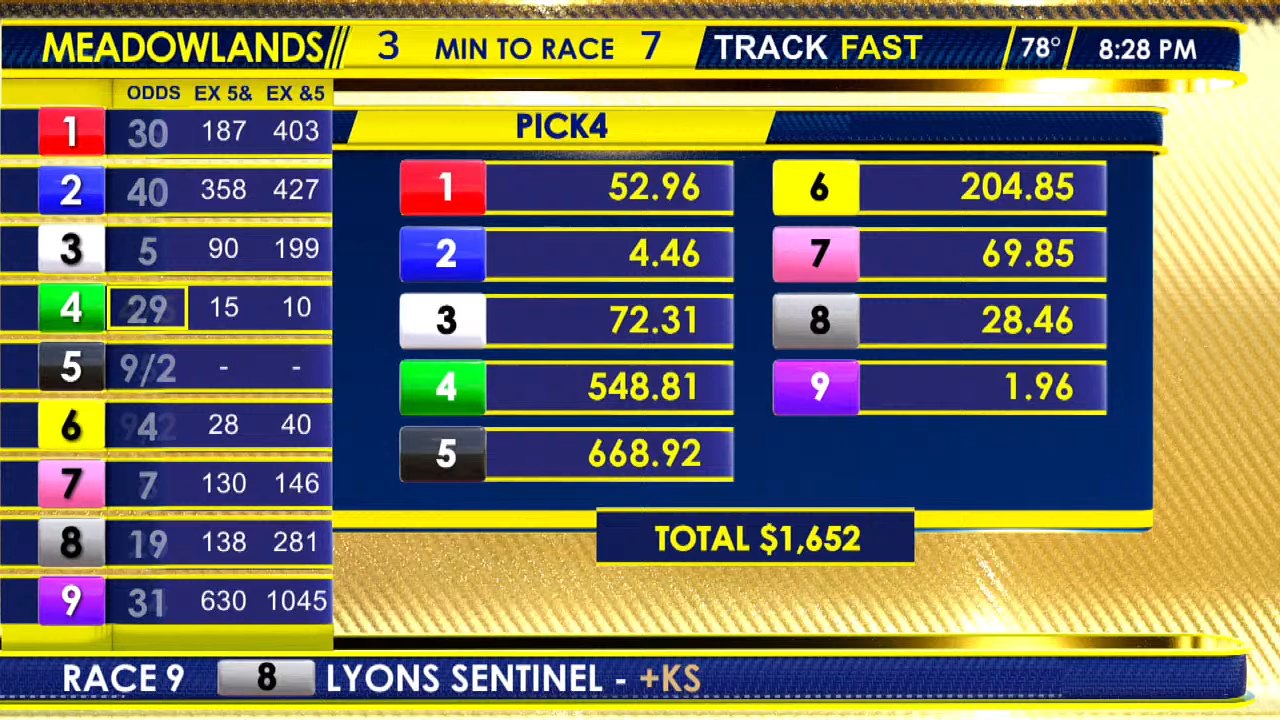 MEADOWLANDS 3 MIN TO RACE 7 TRACK FAST 78° 8:28 PM
ODDS EX 5& EX &5
1 30 187 403
2 40 358 427
3 5 90 199
4 29 15 10
5 9/2 - -
6 4 28 40
7 7 130 146
8 19 138 281
9 31 630 1045
PICK4
1 52.96 6 204.85
2 4.46 7 69.85
3 72.31 8 28.46
4 548.81 9 1.96
5 668.92
TOTAL $1,652
RACE 9 8 LYONS SENTINEL - +KS